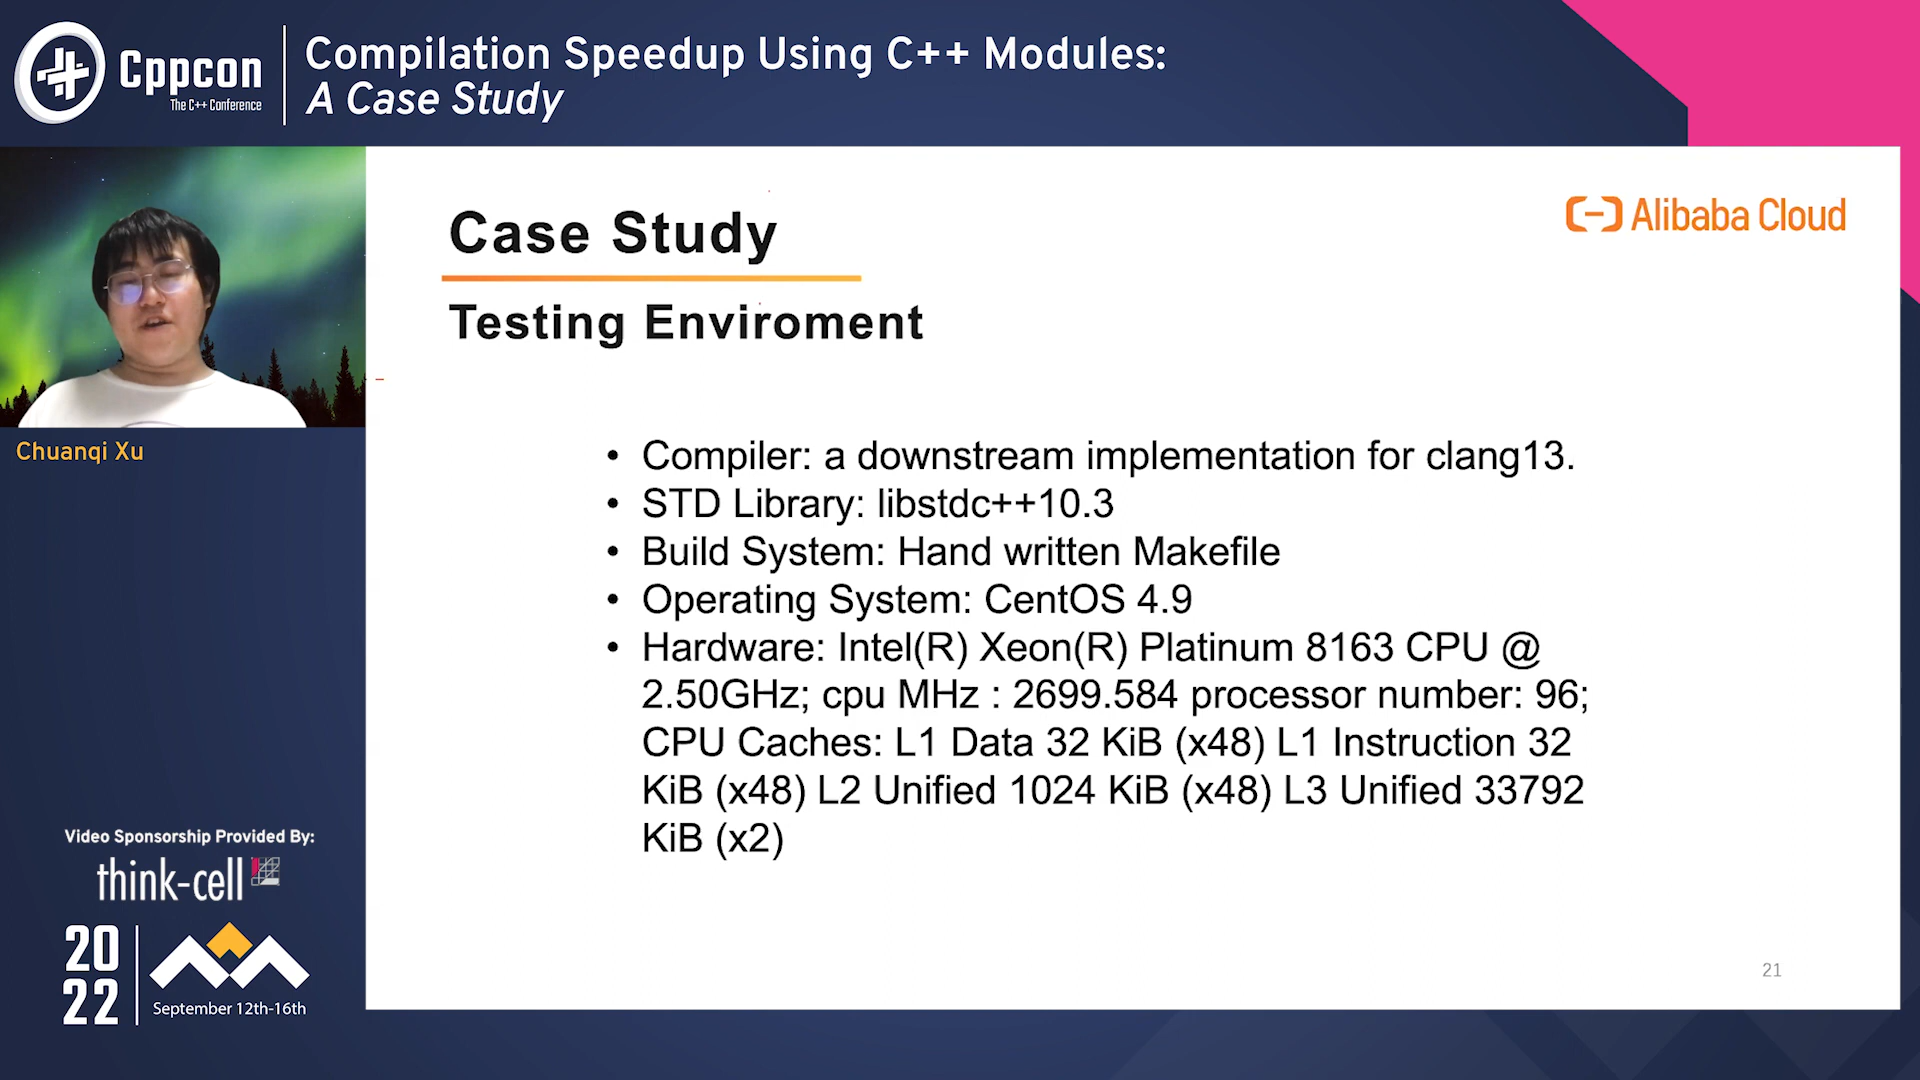 Cppcon
The C++ Conference
Compilation Speedup Using C++ Modules:
A Case Study
Chuanqi Xu
Case Study
Alibaba Cloud
Testing Enviroment
• Compiler: a downstream implementation for clang13.
• STD Library: libstdc++10.3
• Build System: Hand written Makefile
• Operating System: CentOS 4.9
• Hardware: Intel(R) Xeon(R) Platinum 8163 CPU @
2.50GHz; cpu MHz : 2699.584 processor number: 96;
CPU Caches: L1 Data 32 KiB (x48) L1 Instruction 32
KiB (x48) L2 Unified 1024 KiB (x48) L3 Unified 33792
KiB (x2)
21
Video Sponsorship Provided By:
think-cell
20
22
September 12th-16th